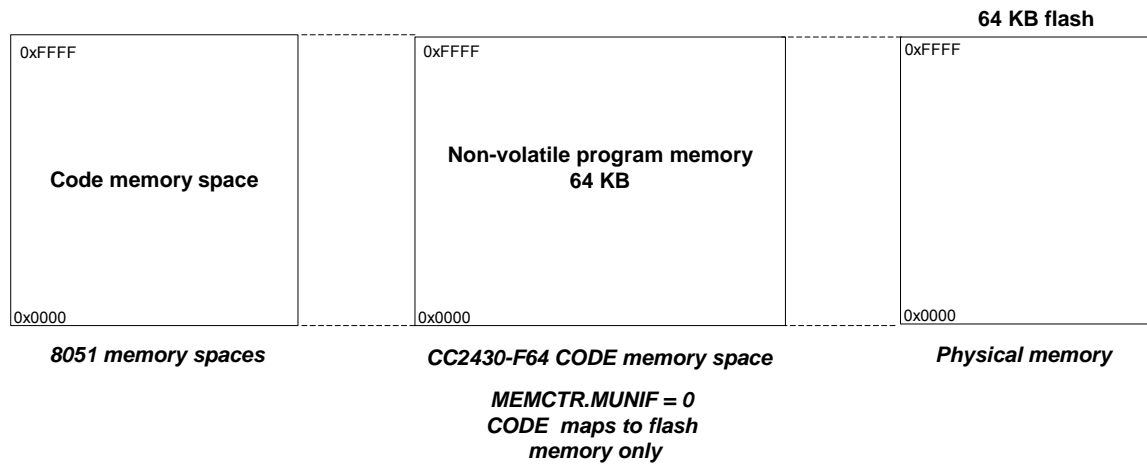 64 KB flash
0xFFFF
0xFFFF
0xFFFF
Code memory space
Non-volatile program memory
64 KB
0x0000
0x0000
0x0000
8051 memory spaces
CC2430-F64 CODE memory space
Physical memory
MEMCTR.MUNIF = 0
CODE maps to flash
memory only